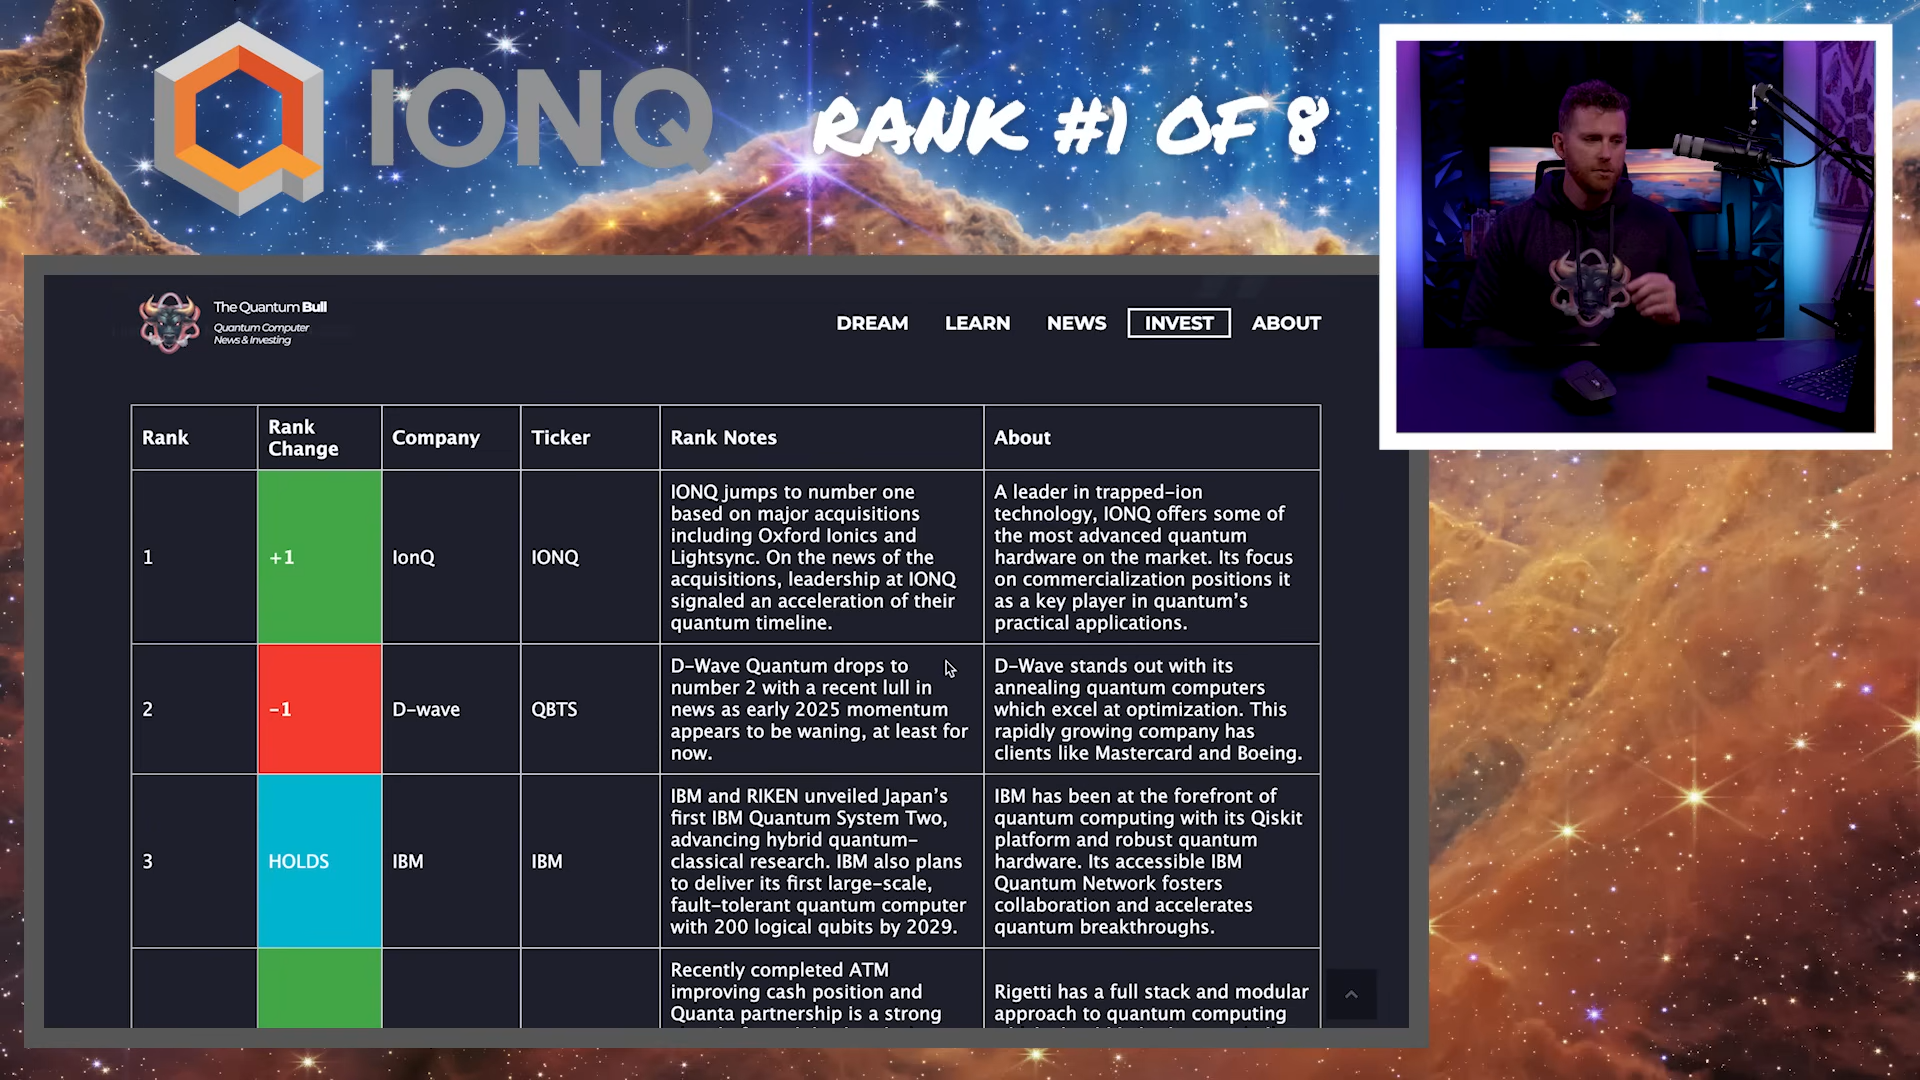 IONQ
RANK #1 OF 8
The Quantum Bull
Quantum Computer
News & Investing
DREAM LEARN NEWS INVEST ABOUT
Rank
Rank
Change
Company
Ticker
Rank Notes
About
1
+1
IonQ
IONQ
IONQ jumps to number one
based on major acquisitions
including Oxford Ionics and
Lightsync. On the news of the
acquisitions, leadership at IONQ
signaled an acceleration of their
quantum timeline.
A leader in trapped-ion
technology, IONQ offers some of
the most advanced quantum
hardware on the market. Its focus
on commercialization positions it
as a key player in quantum's
practical applications.
2
-1
D-wave
QBTS
D-Wave Quantum drops to
number 2 with a recent lull in
news as early 2025 momentum
appears to be waning, at least for
now.
D-Wave stands out with its
annealing quantum computers
which excel at optimization. This
rapidly growing company has
clients like Mastercard and Boeing.
3
HOLDS
IBM
IBM
IBM and RIKEN unveiled Japan's
first IBM Quantum System Two,
advancing hybrid quantum-
classical research. IBM also plans
to deliver its first large-scale,
fault-tolerant quantum computer
with 200 logical qubits by 2029.
IBM has been at the forefront of
quantum computing with its Qiskit
platform and robust quantum
hardware. Its accessible IBM
Quantum Network fosters
collaboration and accelerates
quantum breakthroughs.
Recently completed ATM
improving cash position and
Quanta partnership is a strong
Rigetti has a full stack and modular
approach to quantum computing